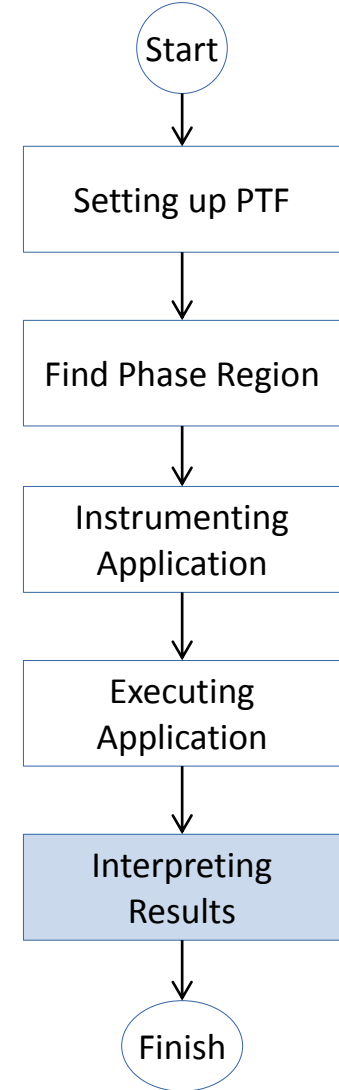 Start
Setting up PTF
Find Phase Region
Instrumenting
Application
Executing
Application
Interpreting
Results
Finish